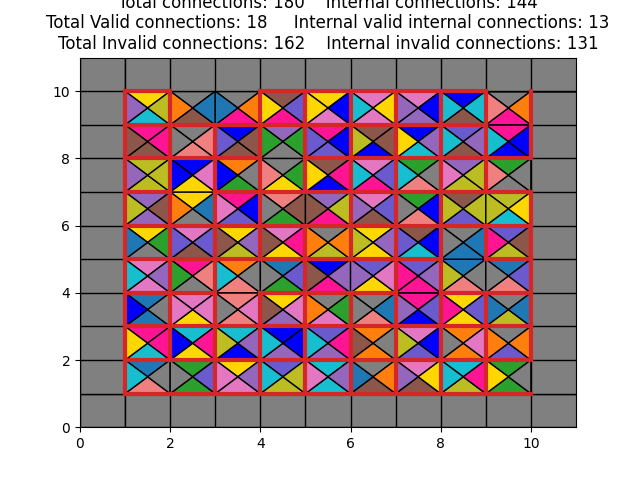 Total connections: 180    Internal connections: 144
Total Valid connections: 18    Internal valid internal connections: 13
Total Invalid connections: 162    Internal invalid connections: 131
10
8
6
4
2
0
0 2 4 6 8 10